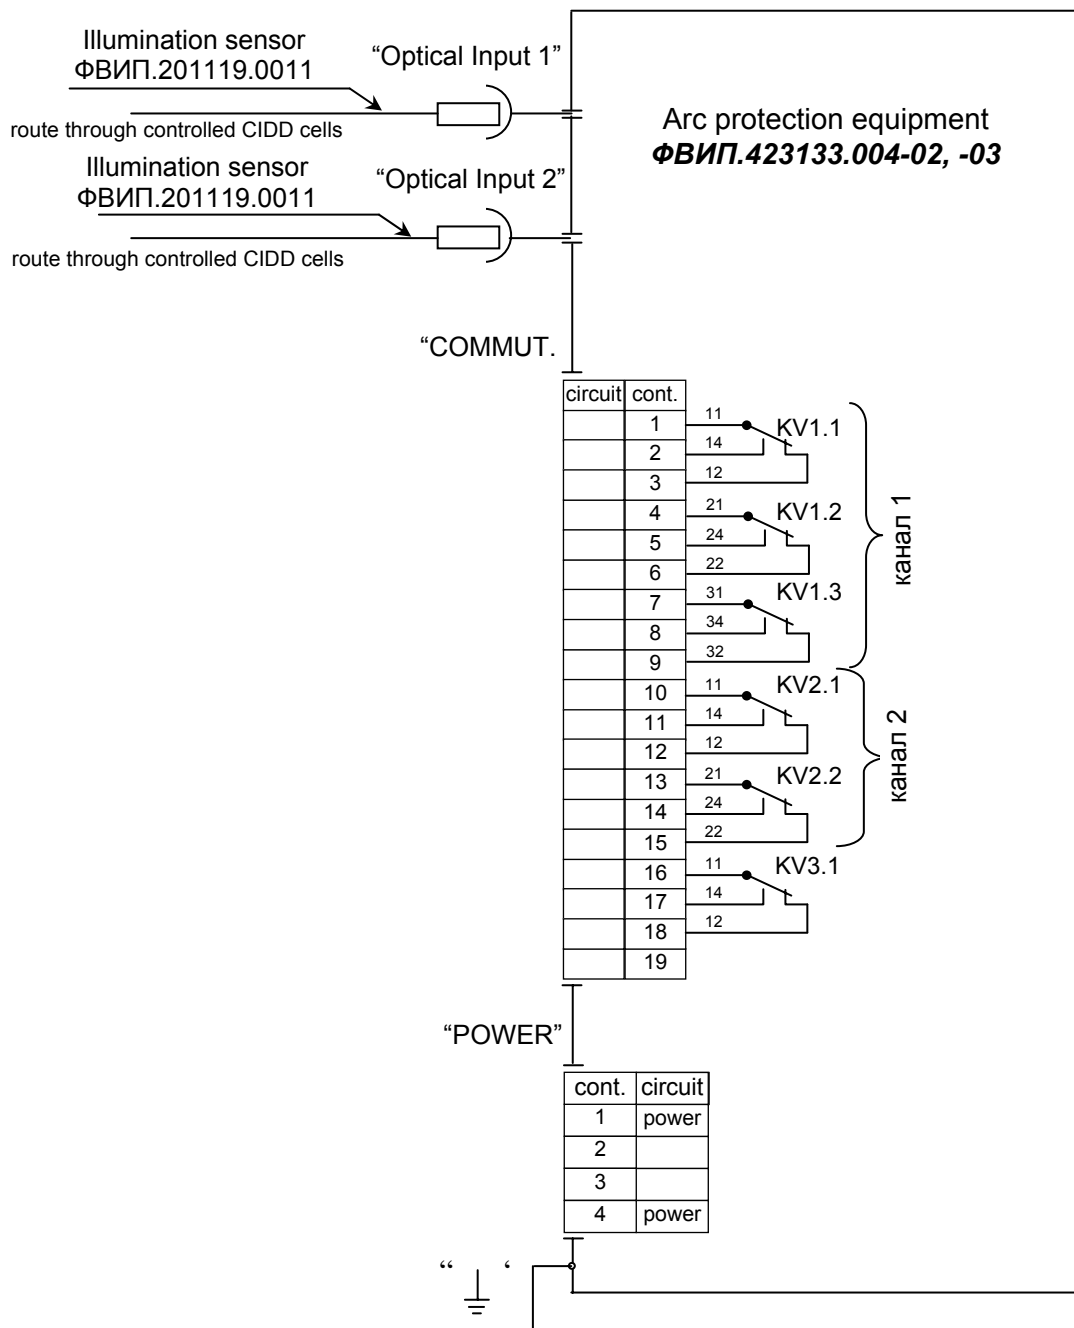 Illumination sensor
ФВИП.201119.0011
“Optical Input 1”
route through controlled CIDD cells
Arc protection equipment
ФВИП.423133.004-02, -03
Illumination sensor
ФВИП.201119.0011
“Optical Input 2”
route through controlled CIDD cells
“COMMUT.
circuit cont.
1 11 KV1.1
2 14
3 12
4 21 KV1.2
5 24
6 22
7 31 KV1.3
8 34
9 32
канал 1
10 11 KV2.1
11 14
12 12
13 21 KV2.2
14 24
15 22
канал 2
16 11 KV3.1
17 14
18 12
19
“POWER”
cont. circuit
1 power
2
3
4 power
“ ‘